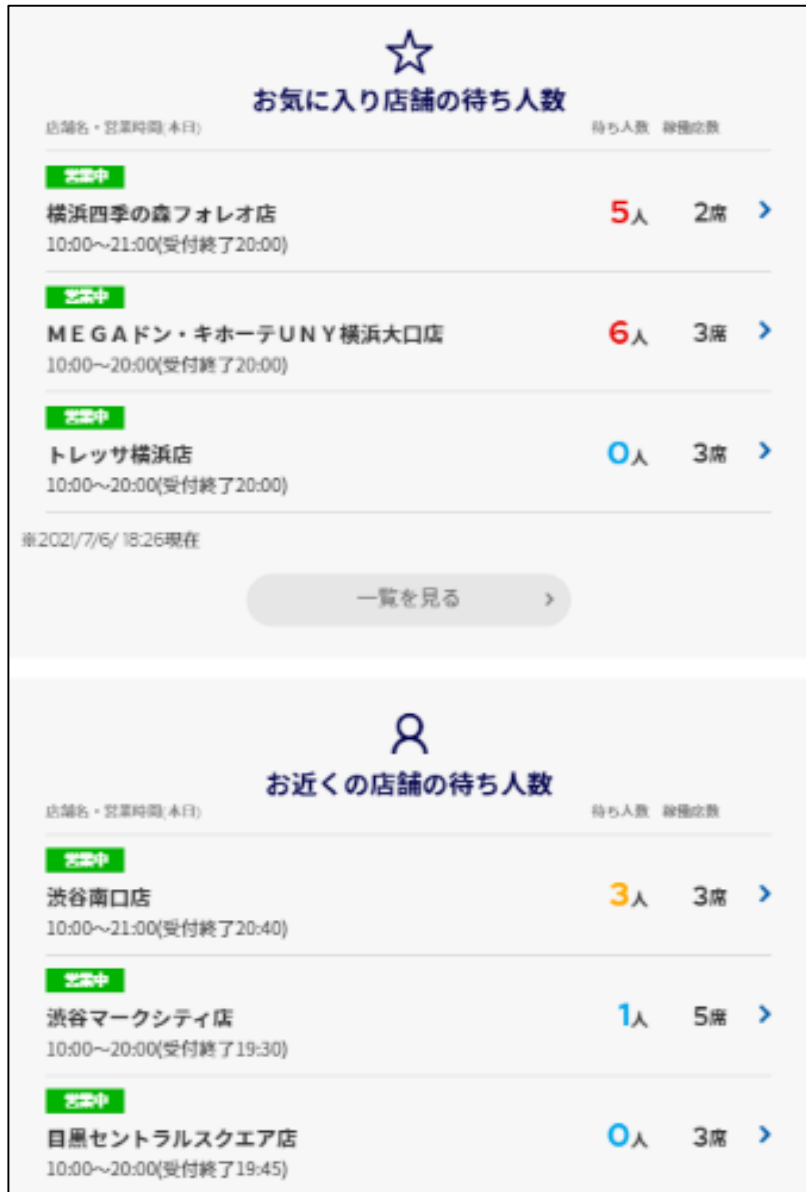 お気に入り店舗の待ち人数
店舗名・営業時間(本日) 待ち人数 稼働席数
営業中
横浜四季の森フォレオ店 5人 2席
10:00～21:00(受付終了20:00)
営業中
ＭＥＧＡドン・キホーテＵＮＹ横浜大口店 6人 3席
10:00～20:00(受付終了20:00)
営業中
トレッサ横浜店 0人 3席
10:00～20:00(受付終了20:00)
※2021/7/6/ 18:26現在
一覧を見る
お近くの店舗の待ち人数
店舗名・営業時間(本日) 待ち人数 稼働席数
営業中
渋谷南口店 3人 3席
10:00～21:00(受付終了20:40)
営業中
渋谷マークシティ店 1人 5席
10:00～20:00(受付終了19:30)
営業中
目黒セントラルスクエア店 0人 3席
10:00～20:00(受付終了19:45)